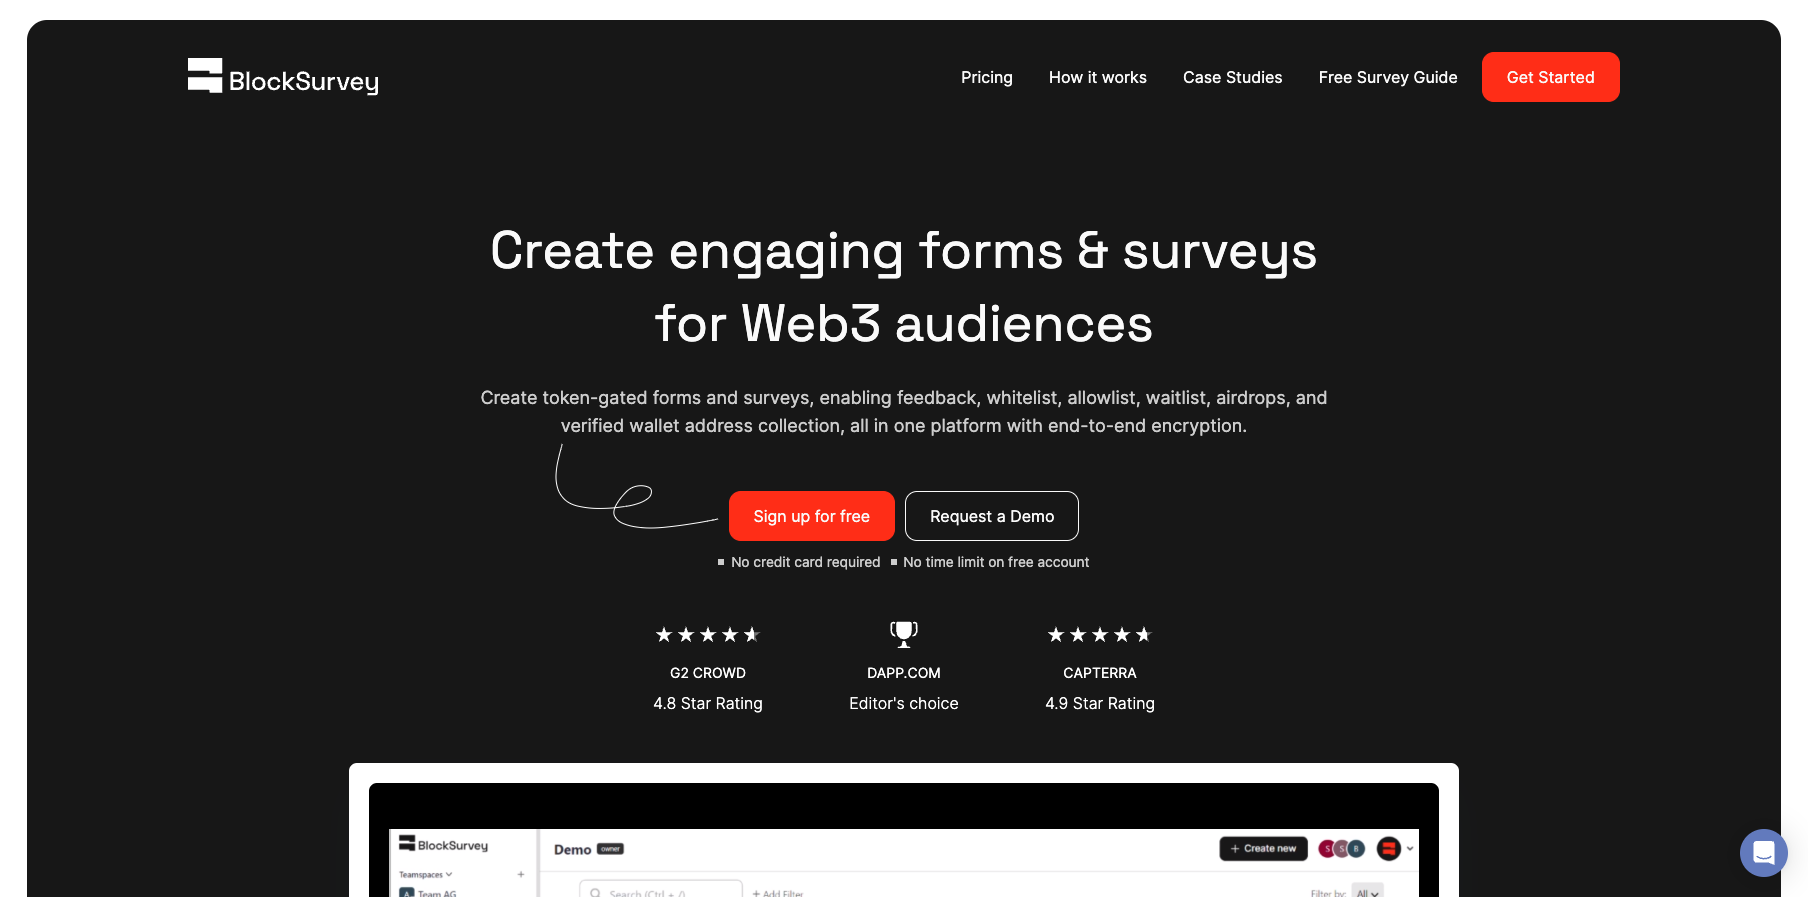 BlockSurvey
Pricing
How it works
Case Studies
Free Survey Guide
Get Started
Create engaging forms & surveys
for Web3 audiences
Create token-gated forms and surveys, enabling feedback, whitelist, allowlist, waitlist, airdrops, and
verified wallet address collection, all in one platform with end-to-end encryption.
Sign up for free
Request a Demo
No credit card required
No time limit on free account
G2 CROWD
4.8 Star Rating
DAPP.COM
Editor's choice
CAPTERRA
4.9 Star Rating
BlockSurvey
Demo
owner
+ Create new
S
S
B
Teamspaces
+
A
Team AG
Search (Ctrl + /)
+ Add Filter
Filter by:
All